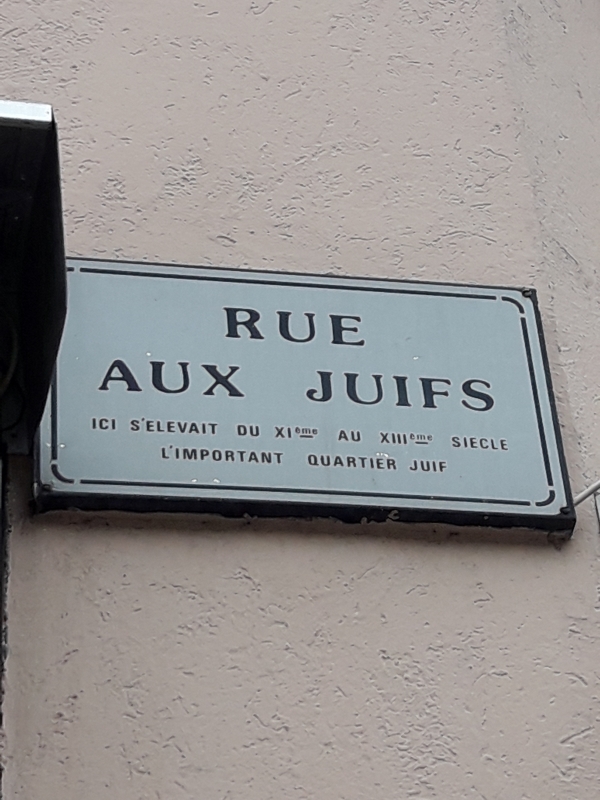 RUE
AUX JUIFS
ICI S'ELEVAIT DU XIème AU XIIIème SIECLE
L'IMPORTANT QUARTIER JUIF